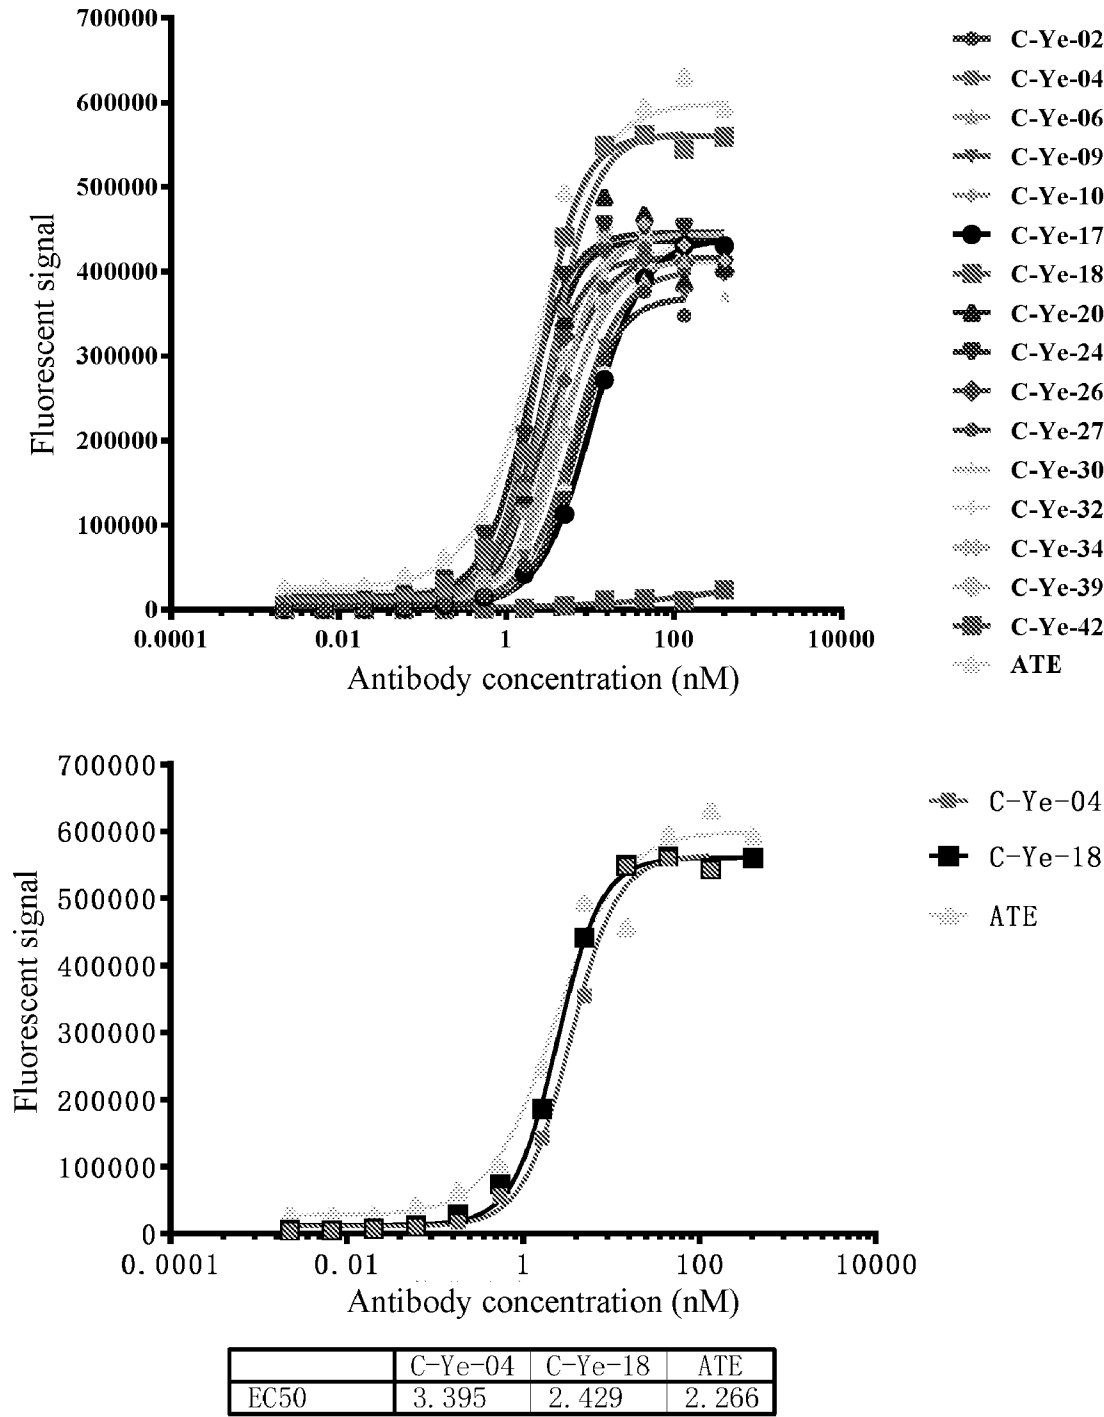 700000
600000
500000
400000
300000
200000
100000
0
Fluorescent signal
0.0001
0.01
1
100
10000
Antibody concentration (nM)
C-Ye-02
C-Ye-04
C-Ye-06
C-Ye-09
C-Ye-10
C-Ye-17
C-Ye-18
C-Ye-20
C-Ye-24
C-Ye-26
C-Ye-27
C-Ye-30
C-Ye-32
C-Ye-34
C-Ye-39
C-Ye-42
ATE
700000
600000
500000
400000
300000
200000
100000
0
Fluorescent signal
0.0001
0.01
1
100
10000
Antibody concentration (nM)
C-Ye-04
C-Ye-18
ATE
C-Ye-04 C-Ye-18 ATE
EC50 3.395 2.429 2.266